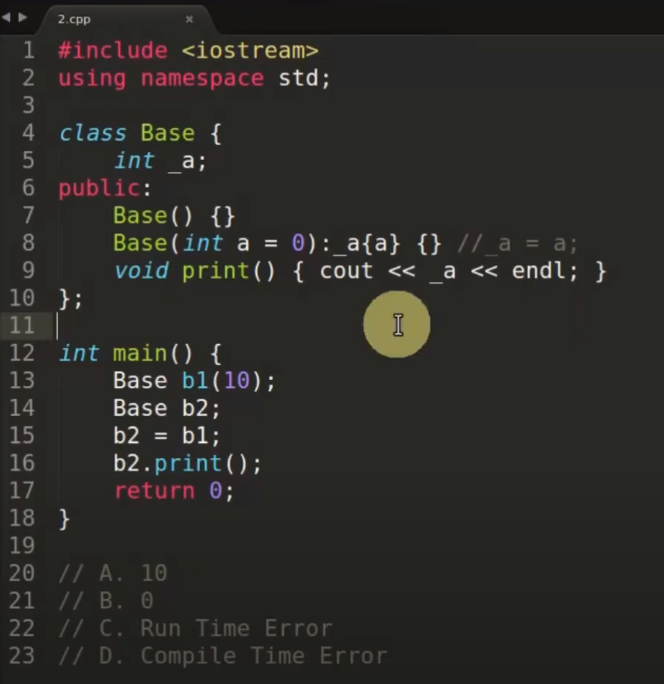 2.cpp
1 #include <iostream>
2 using namespace std;
3
4 class Base {
5     int _a;
6 public:
7     Base() {}
8     Base(int a = 0):_a{a} {} //_a = a;
9     void print() { cout << _a << endl; }
10 };
11
12 int main() {
13     Base b1(10);
14     Base b2;
15     b2 = b1;
16     b2.print();
17     return 0;
18 }
19
20 // A. 10
21 // B. 0
22 // C. Run Time Error
23 // D. Compile Time Error